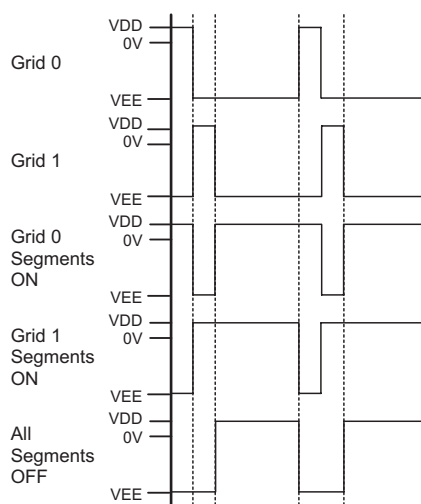 VDD
0V
Grid 0
VEE
VDD
0V
Grid 1
VEE
VDD
Grid 0
Segments
ON
0V
VEE
VDD
Grid 1
Segments
ON
0V
VEE
VDD
All
Segments
OFF
0V
VEE